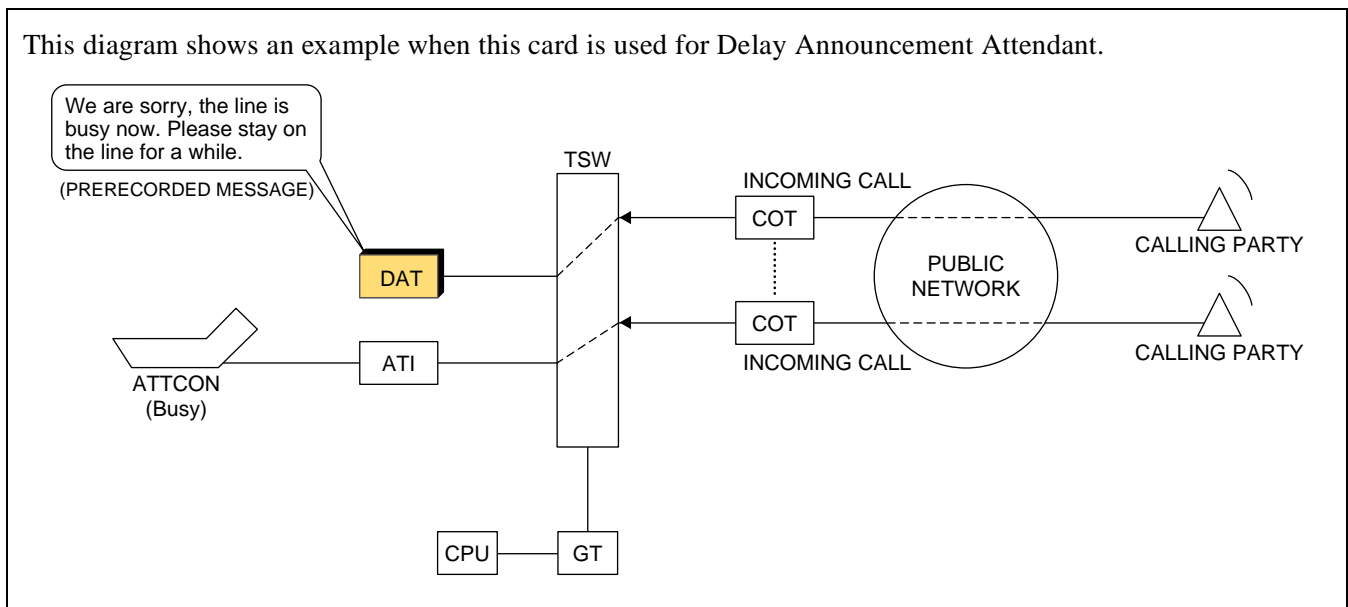 This diagram shows an example when this card is used for Delay Announcement Attendant.
We are sorry, the line is
busy now. Please stay on
the line for a while.
(PRERECORDED MESSAGE)
TSW
INCOMING CALL
COT
CALLING PARTY
DAT
PUBLIC
NETWORK
COT
INCOMING CALL
CALLING PARTY
ATI
ATTCON
(Busy)
CPU
GT